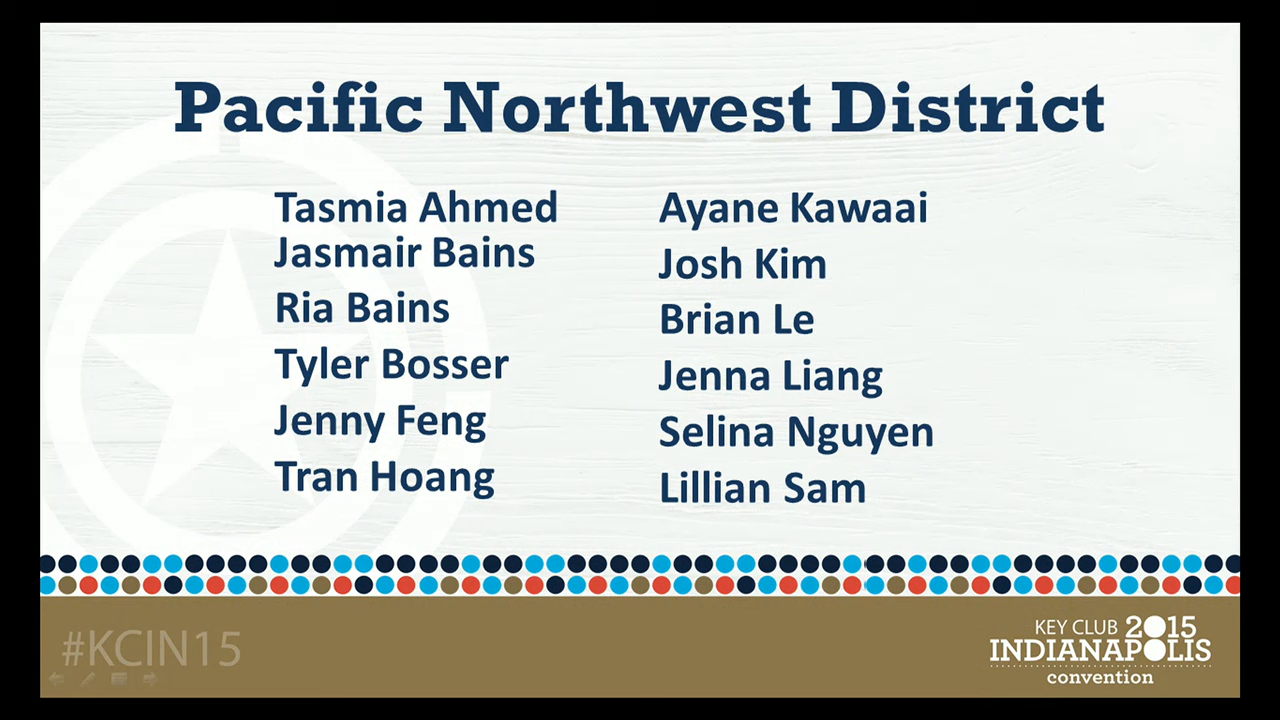 Pacific Northwest District
Tasmia Ahmed
Jasmair Bains
Ria Bains
Tyler Bosser
Jenny Feng
Tran Hoang
Ayane Kawaai
Josh Kim
Brian Le
Jenna Liang
Selina Nguyen
Lillian Sam
#KCIN15
KEY CLUB 2015
INDIANAPOLIS
convention